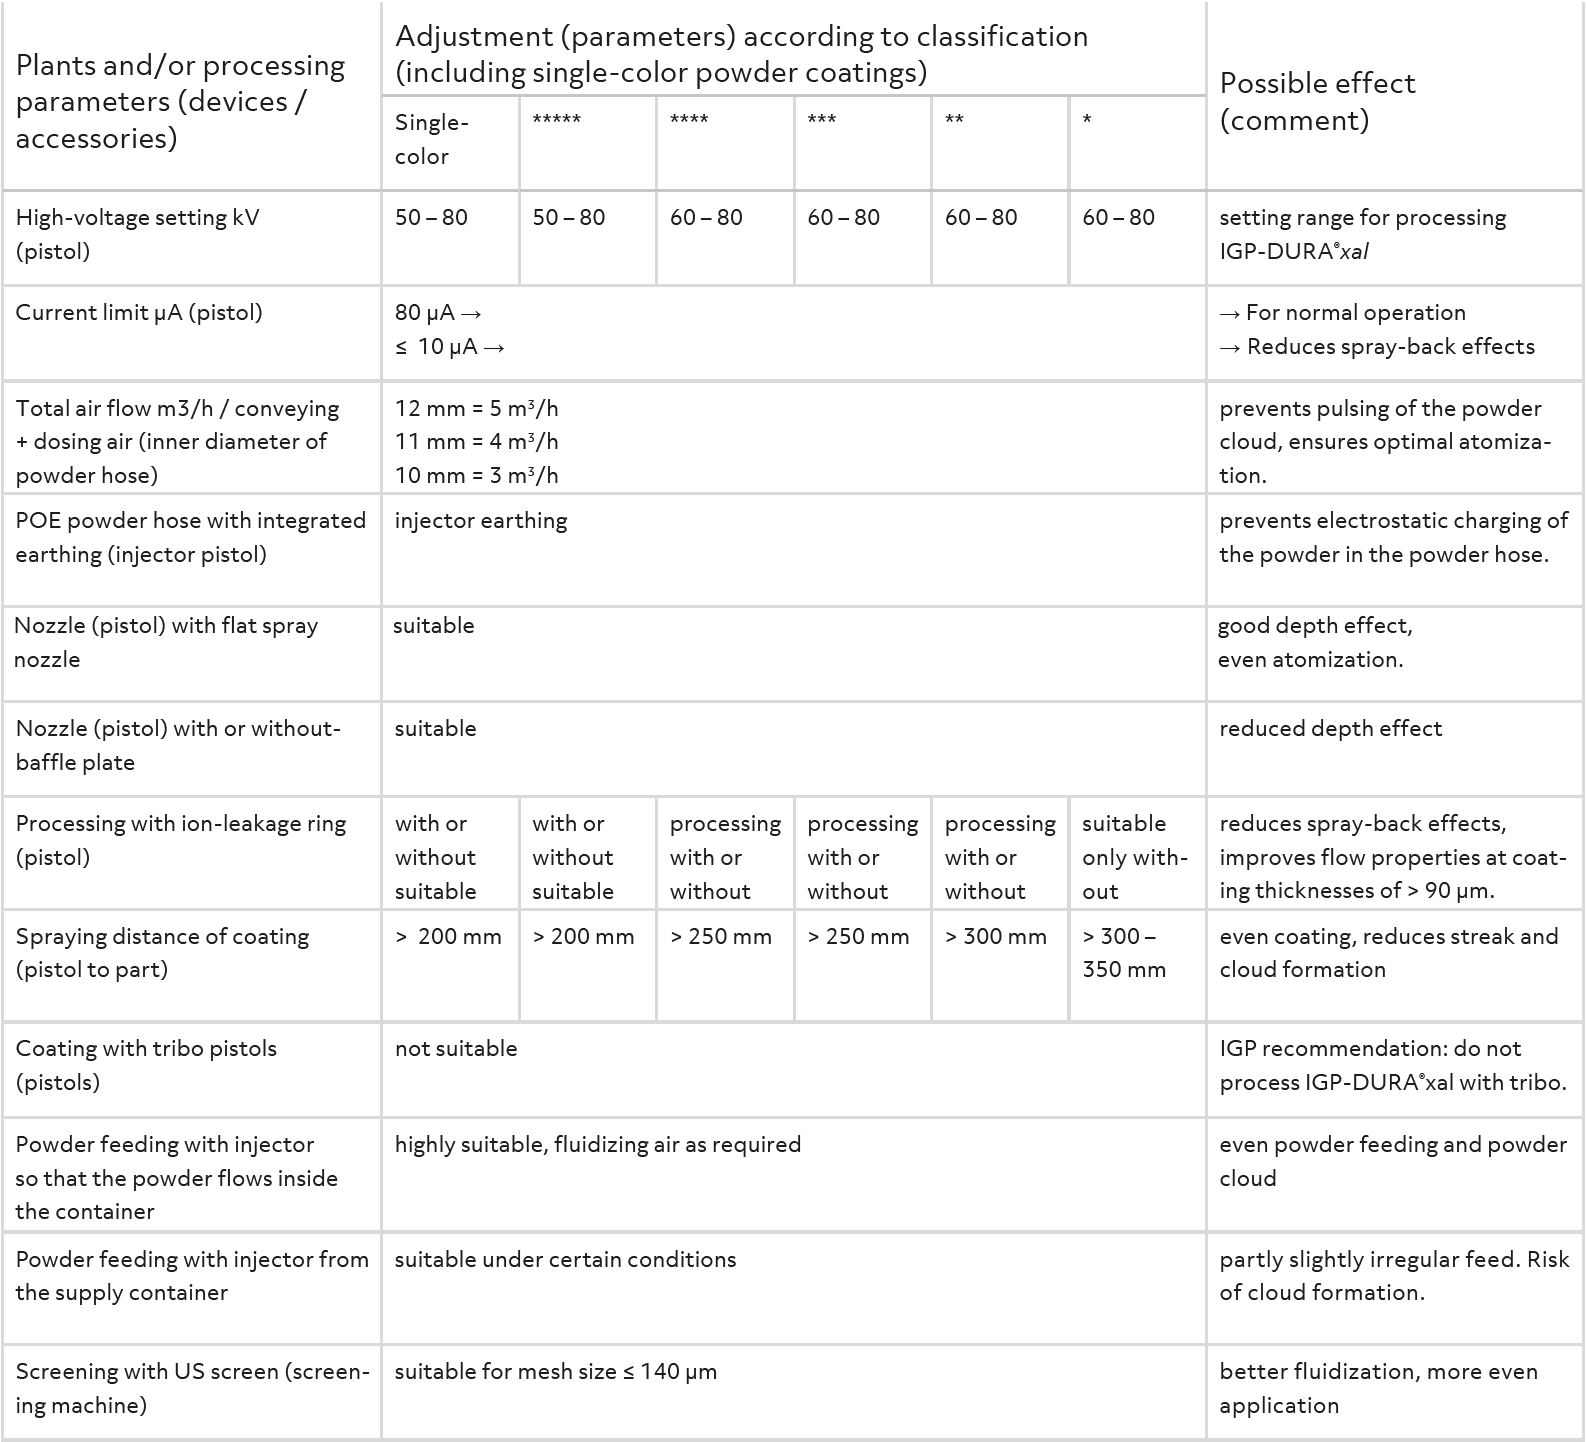 Plants and/or processing
parameters (devices /
accessories)
Adjustment (parameters) according to classification
(including single-color powder coatings)
Possible effect
(comment)
Single-
color
*****
****
***
**
*
High-voltage setting kV
(pistol)
50 – 80
50 – 80
60 – 80
60 – 80
60 – 80
60 – 80
setting range for processing
IGP-DURA®xal
Current limit µA (pistol)
80 µA →
≤ 10 µA →
→ For normal operation
→ Reduces spray-back effects
Total air flow m3/h / conveying
+ dosing air (inner diameter of
powder hose)
12 mm = 5 m³/h
11 mm = 4 m³/h
10 mm = 3 m³/h
prevents pulsing of the powder
cloud, ensures optimal atomiza-
tion.
POE powder hose with integrated
earthing (injector pistol)
injector earthing
prevents electrostatic charging of
the powder in the powder hose.
Nozzle (pistol) with flat spray
nozzle
suitable
good depth effect,
even atomization.
Nozzle (pistol) with or without-
baffle plate
suitable
reduced depth effect
Processing with ion-leakage ring
(pistol)
with or
without
suitable
with or
without
suitable
processing
with or
without
processing
with or
without
processing
with or
without
suitable
only with-
out
reduces spray-back effects,
improves flow properties at coat-
ing thicknesses of > 90 µm.
Spraying distance of coating
(pistol to part)
> 200 mm
> 200 mm
> 250 mm
> 250 mm
> 300 mm
> 300 –
350 mm
even coating, reduces streak and
cloud formation
Coating with tribo pistols
(pistols)
not suitable
IGP recommendation: do not
process IGP-DURA®xal with tribo.
Powder feeding with injector
so that the powder flows inside
the container
highly suitable, fluidizing air as required
even powder feeding and powder
cloud
Powder feeding with injector from
the supply container
suitable under certain conditions
partly slightly irregular feed. Risk
of cloud formation.
Screening with US screen (screen-
ing machine)
suitable for mesh size ≤ 140 µm
better fluidization, more even
application